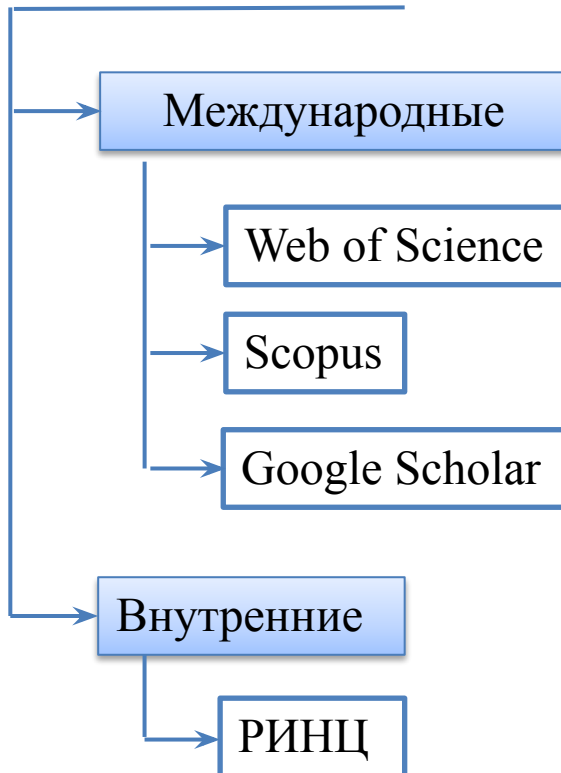 Международные
Web of Science
Scopus
Google Scholar
Внутренние
РИНЦ